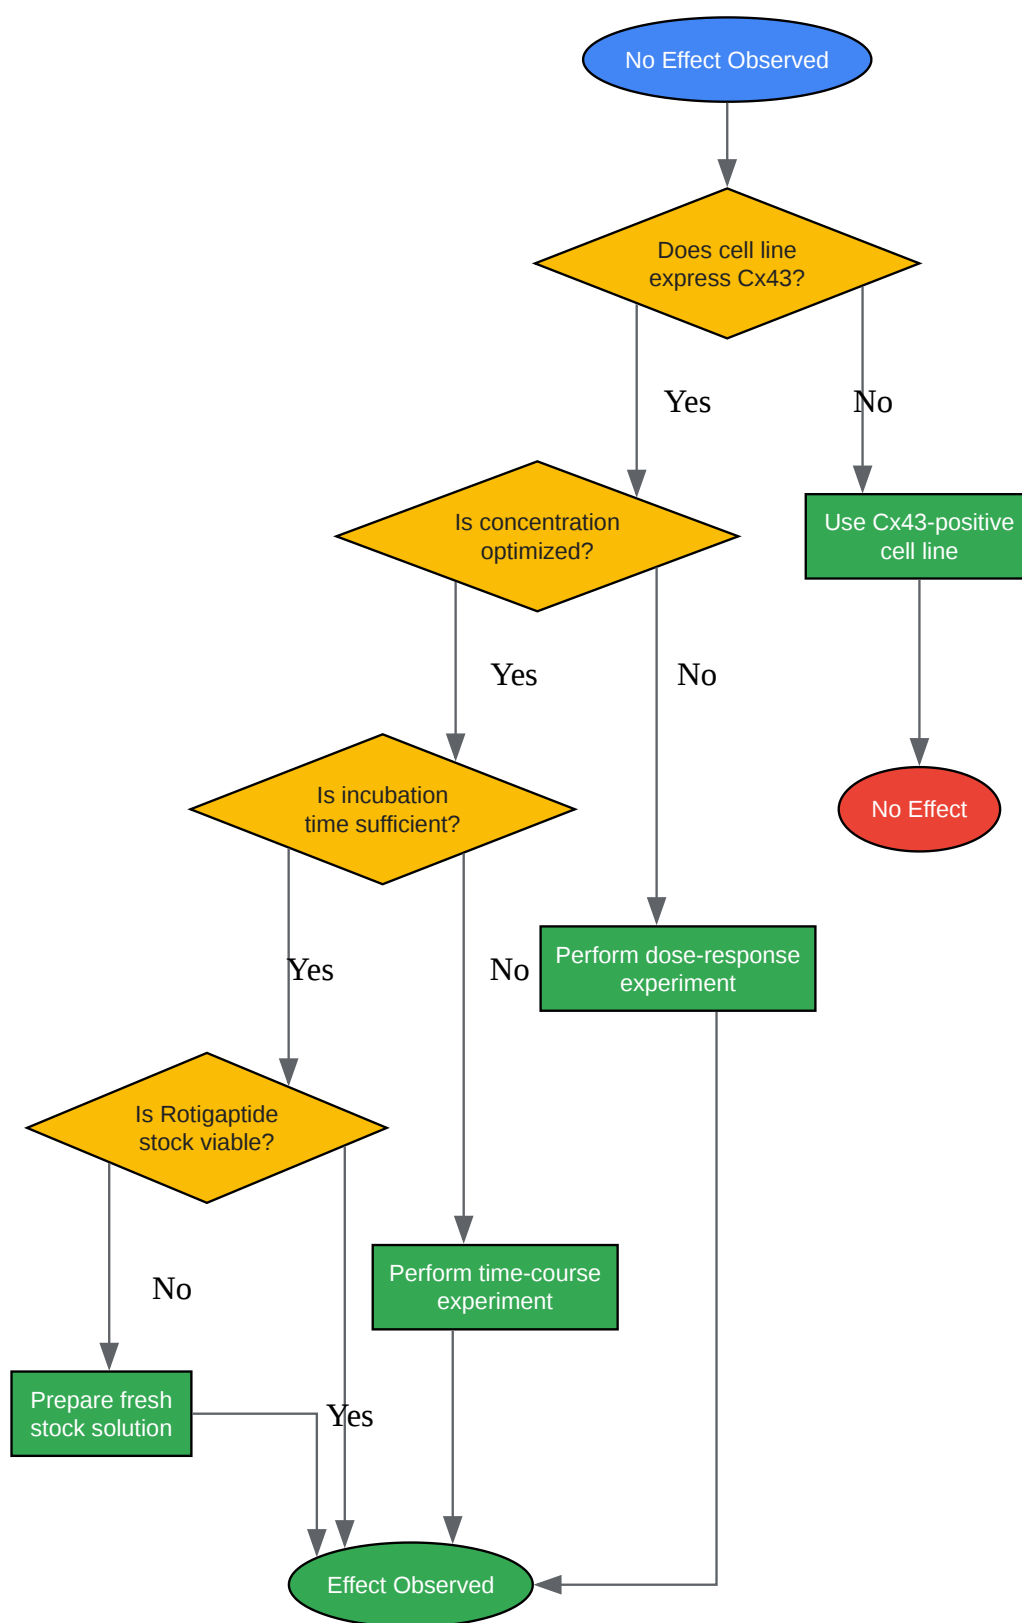 No Effect Observed
Does cell line
express Cx43?
Yes
No
Is concentration
optimized?
Use Cx43-positive
cell line
Yes
No
Is incubation
time sufficient?
No Effect
Yes
No
Perform dose-response
experiment
Is Rotigaptide
stock viable?
No
Perform time-course
experiment
Prepare fresh
stock solution
Yes
Effect Observed